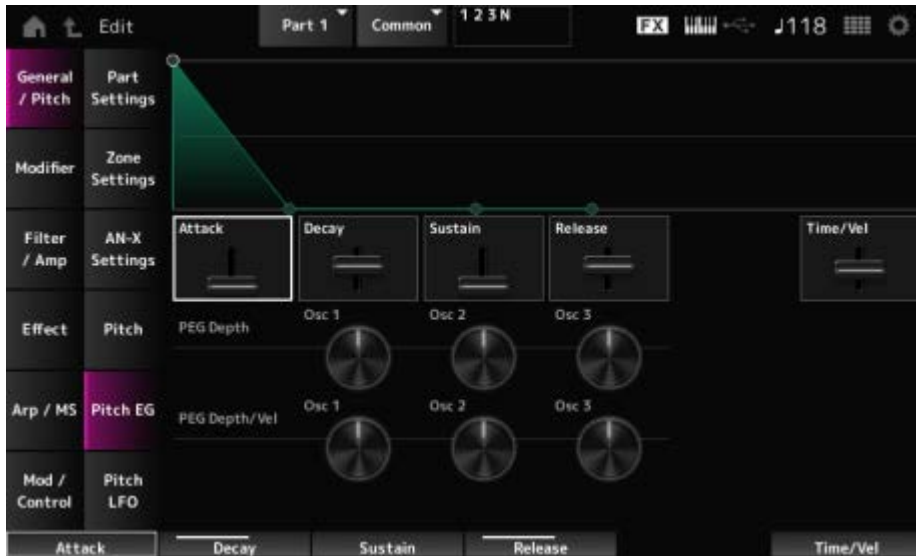 Edit
Part 1
Common
1 2 3 N
FX
♩118
General / Pitch
Part Settings
Modifier
Zone Settings
Filter / Amp
AN-X Settings
Effect
Pitch
Arp / MS
Pitch EG
Mod / Control
Pitch LFO
Attack
Decay
Sustain
Release
Time/Vel
PEG Depth
Osc 1
Osc 2
Osc 3
PEG Depth/Vel
Osc 1
Osc 2
Osc 3
Attack
Decay
Sustain
Release
Time/Vel